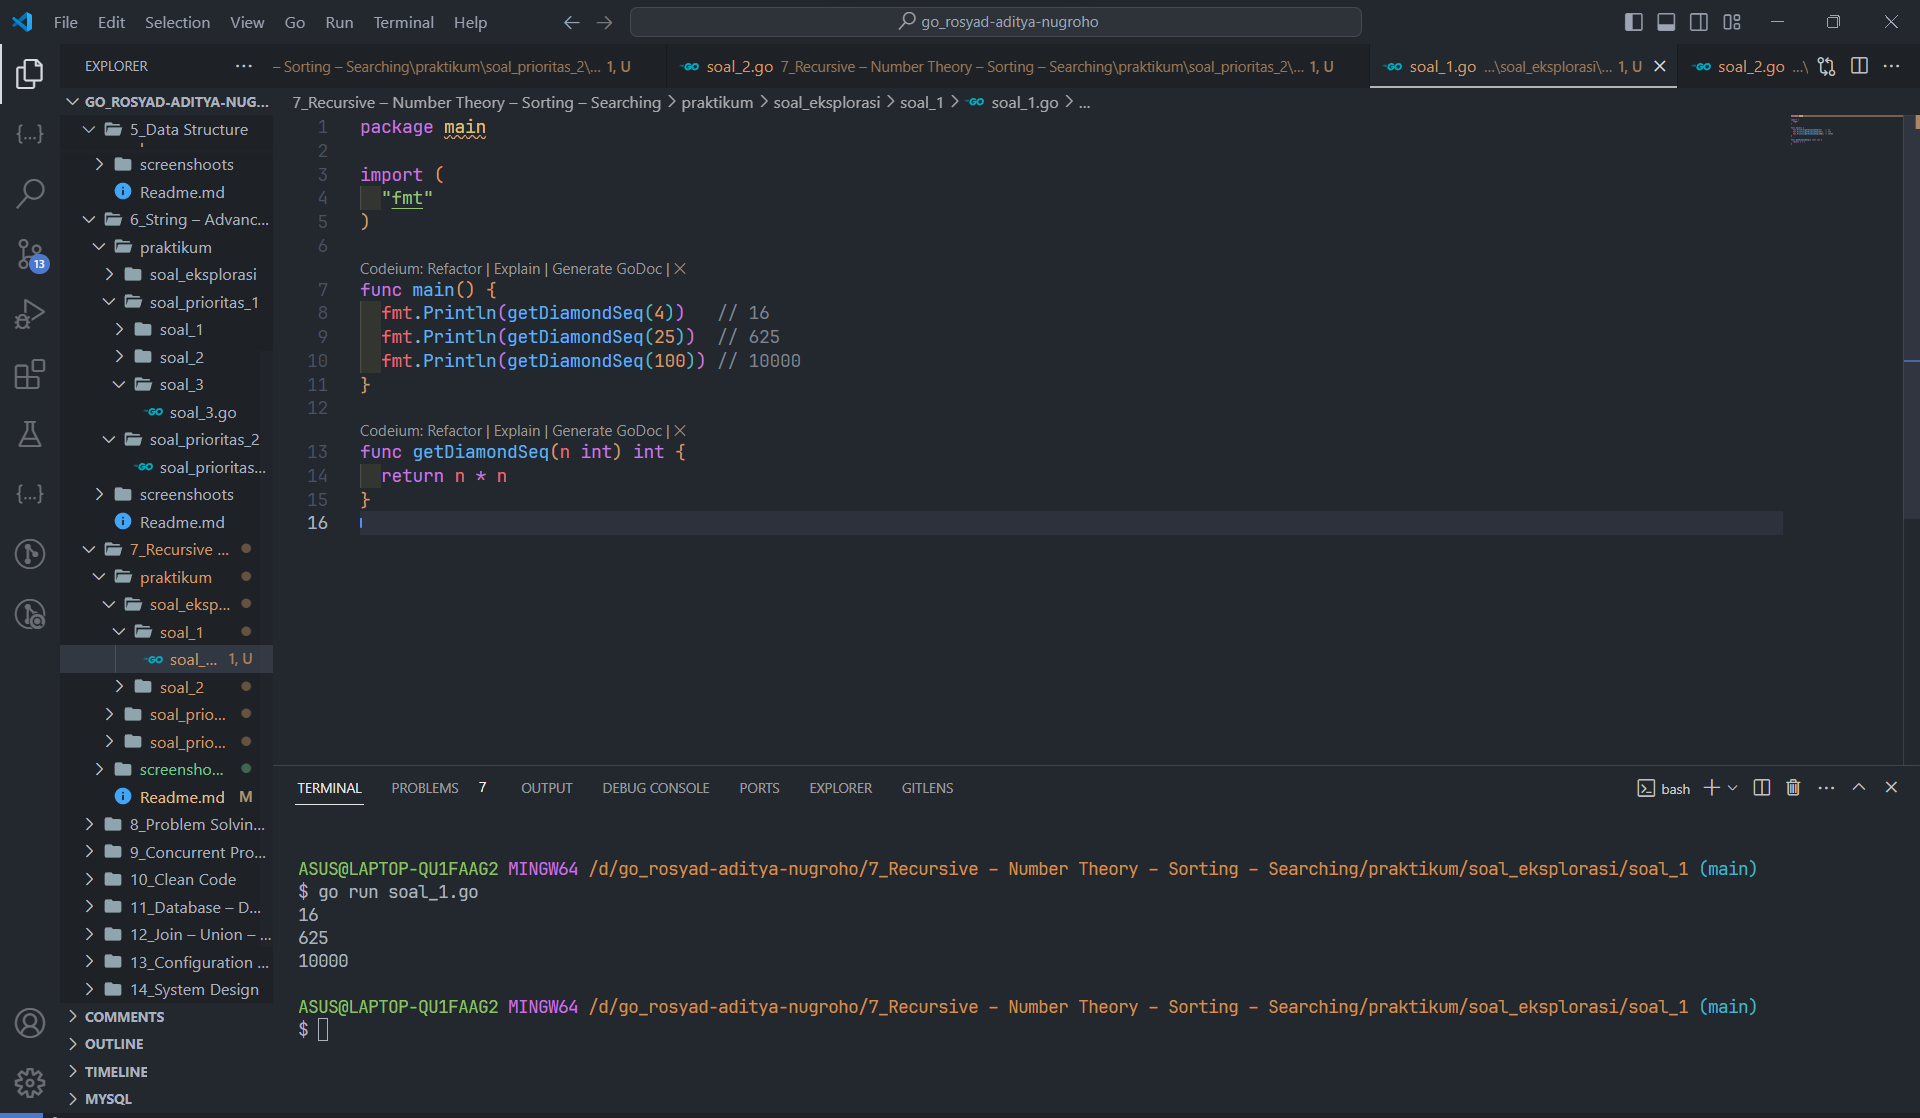 File Edit Selection View Go Run Terminal Help
go_rosyad-aditya-nugroho
EXPLORER
– Sorting – Searching\praktikum\soal_prioritas_2\... 1, U
GO soal_2.go 7_Recursive – Number Theory – Sorting – Searching\praktikum\soal_prioritas_2\... 1, U
GO soal_1.go ...\soal_eksplorasi\... 1, U
GO soal_2.go ...\
GO_ROSYAD-ADITYA-NUG...
5_Data Structure
screenshoots
Readme.md
6_String – Advanc...
praktikum
soal_eksplorasi
soal_prioritas_1
soal_1
soal_2
soal_3
GO soal_3.go
soal_prioritas_2
GO soal_prioritas...
screenshoots
Readme.md
7_Recursive ...
praktikum
soal_eksp...
soal_1
GO soal_... 1, U
soal_2
soal_prio...
soal_prio...
screensho...
Readme.md M
8_Problem Solvin...
9_Concurrent Pro...
10_Clean Code
11_Database – D...
12_Join – Union – ...
13_Configuration ...
14_System Design
COMMENTS
OUTLINE
TIMELINE
MYSQL
13
7_Recursive – Number Theory – Sorting – Searching > praktikum > soal_eksplorasi > soal_1 > GO soal_1.go > ...
1 package main
2
3 import (
4 "fmt"
5 )
6
Codeium: Refactor | Explain | Generate GoDoc | ×
7 func main() {
8 fmt.Println(getDiamondSeq(4)) // 16
9 fmt.Println(getDiamondSeq(25)) // 625
10 fmt.Println(getDiamondSeq(100)) // 10000
11 }
12
Codeium: Refactor | Explain | Generate GoDoc | ×
13 func getDiamondSeq(n int) int {
14 return n * n
15 }
16
TERMINAL PROBLEMS 7 OUTPUT DEBUG CONSOLE PORTS EXPLORER GITLENS
bash
ASUS@LAPTOP-QU1FAAG2 MINGW64 /d/go_rosyad-aditya-nugroho/7_Recursive – Number Theory – Sorting – Searching/praktikum/soal_eksplorasi/soal_1 (main)
$ go run soal_1.go
16
625
10000
ASUS@LAPTOP-QU1FAAG2 MINGW64 /d/go_rosyad-aditya-nugroho/7_Recursive – Number Theory – Sorting – Searching/praktikum/soal_eksplorasi/soal_1 (main)
$